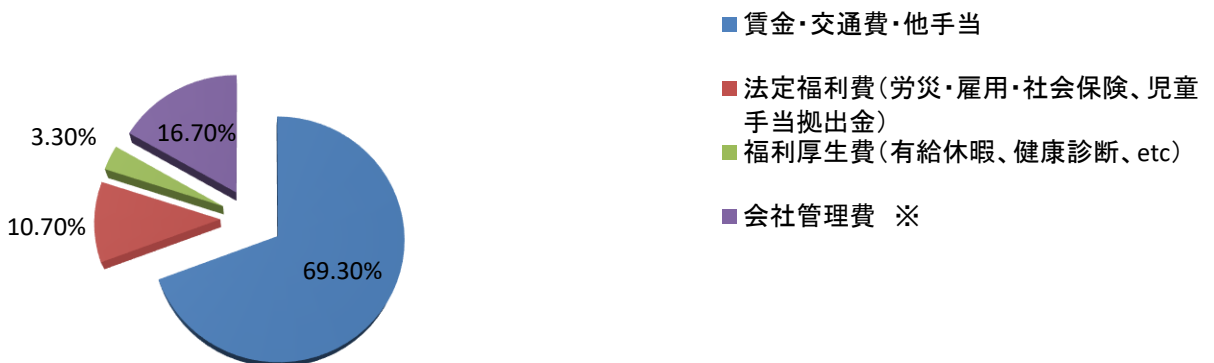 賃金・交通費・他手当
法定福利費（労災・雇用・社会保険、児童
手当拠出金）
福利厚生費（有給休暇、健康診断、etc）
会社管理費　※
16.70%
3.30%
10.70%
69.30%